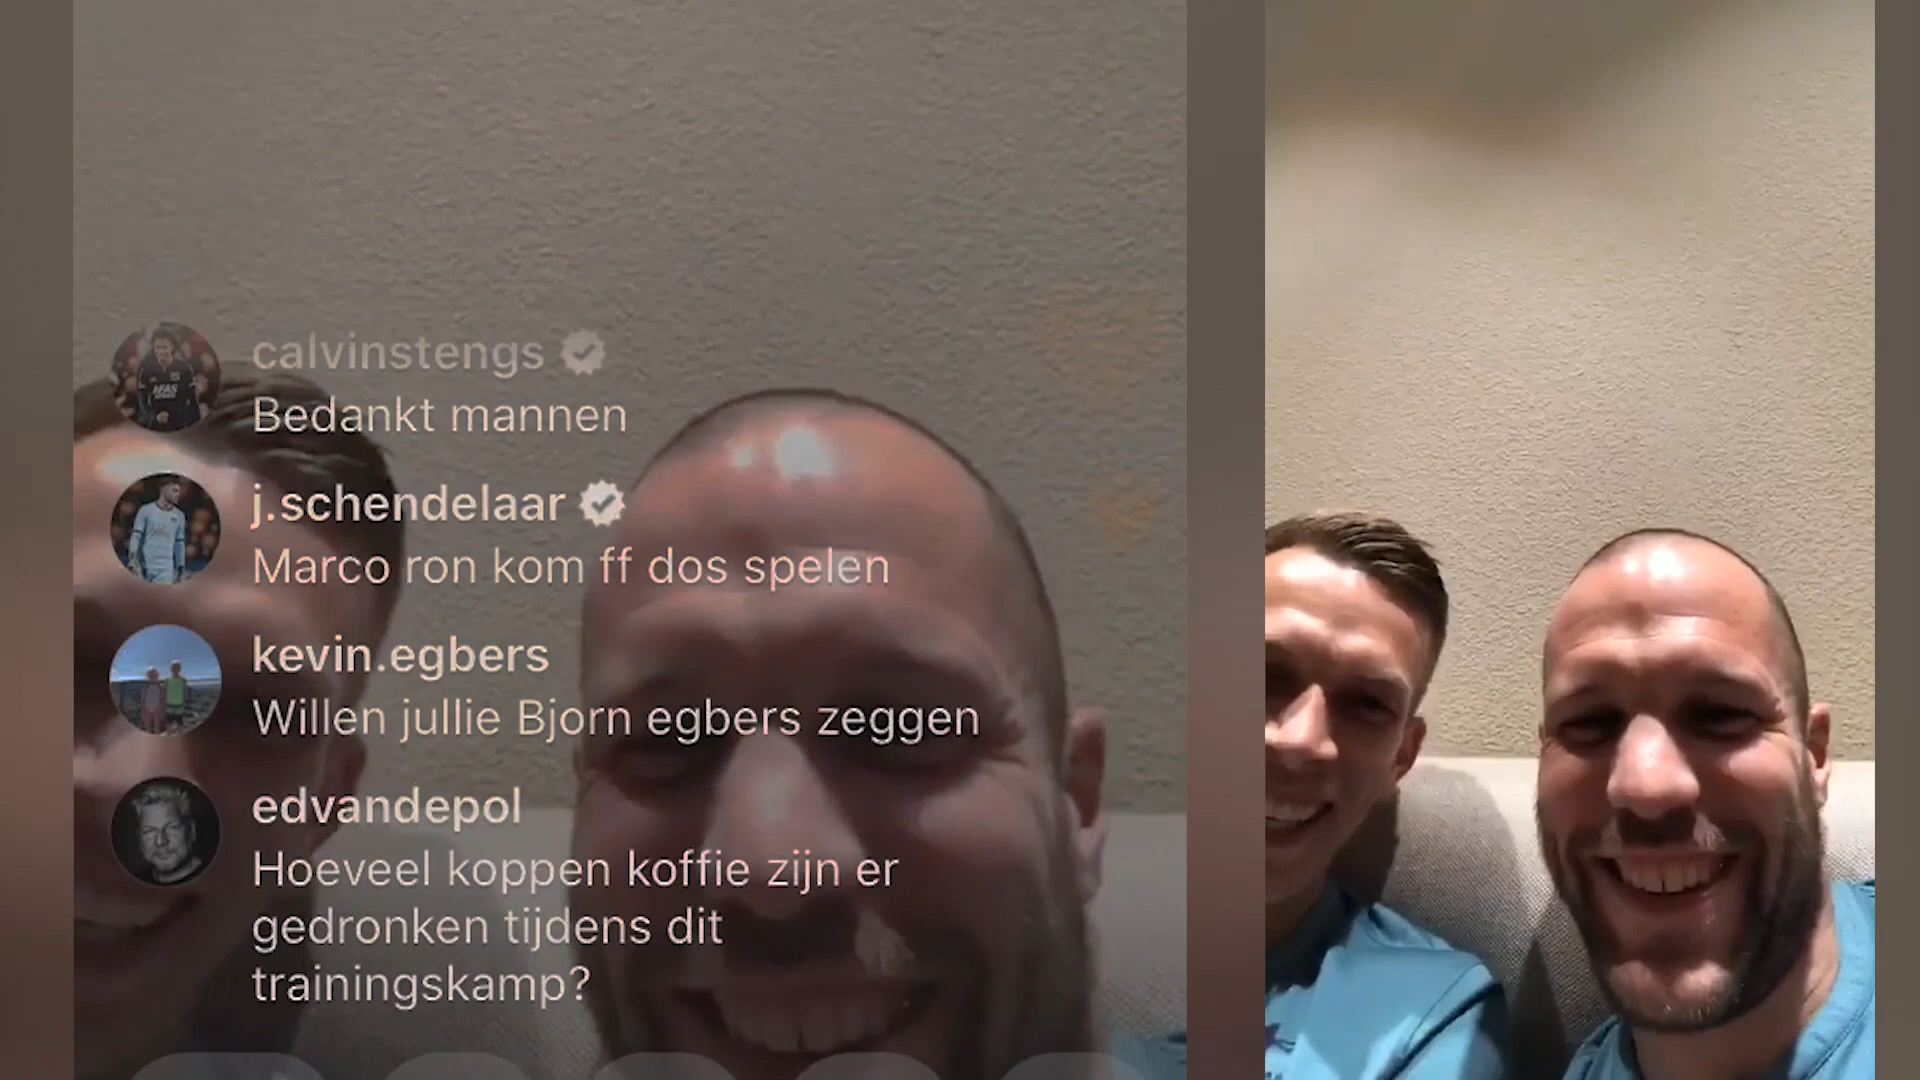 calvinstengs
Bedankt mannen
j.schendelaar
Marco ron kom ff dos spelen
kevin.egbers
Willen jullie Bjorn egbers zeggen
edvandepol
Hoeveel koppen koffie zijn er
gedronken tijdens dit
trainingskamp?